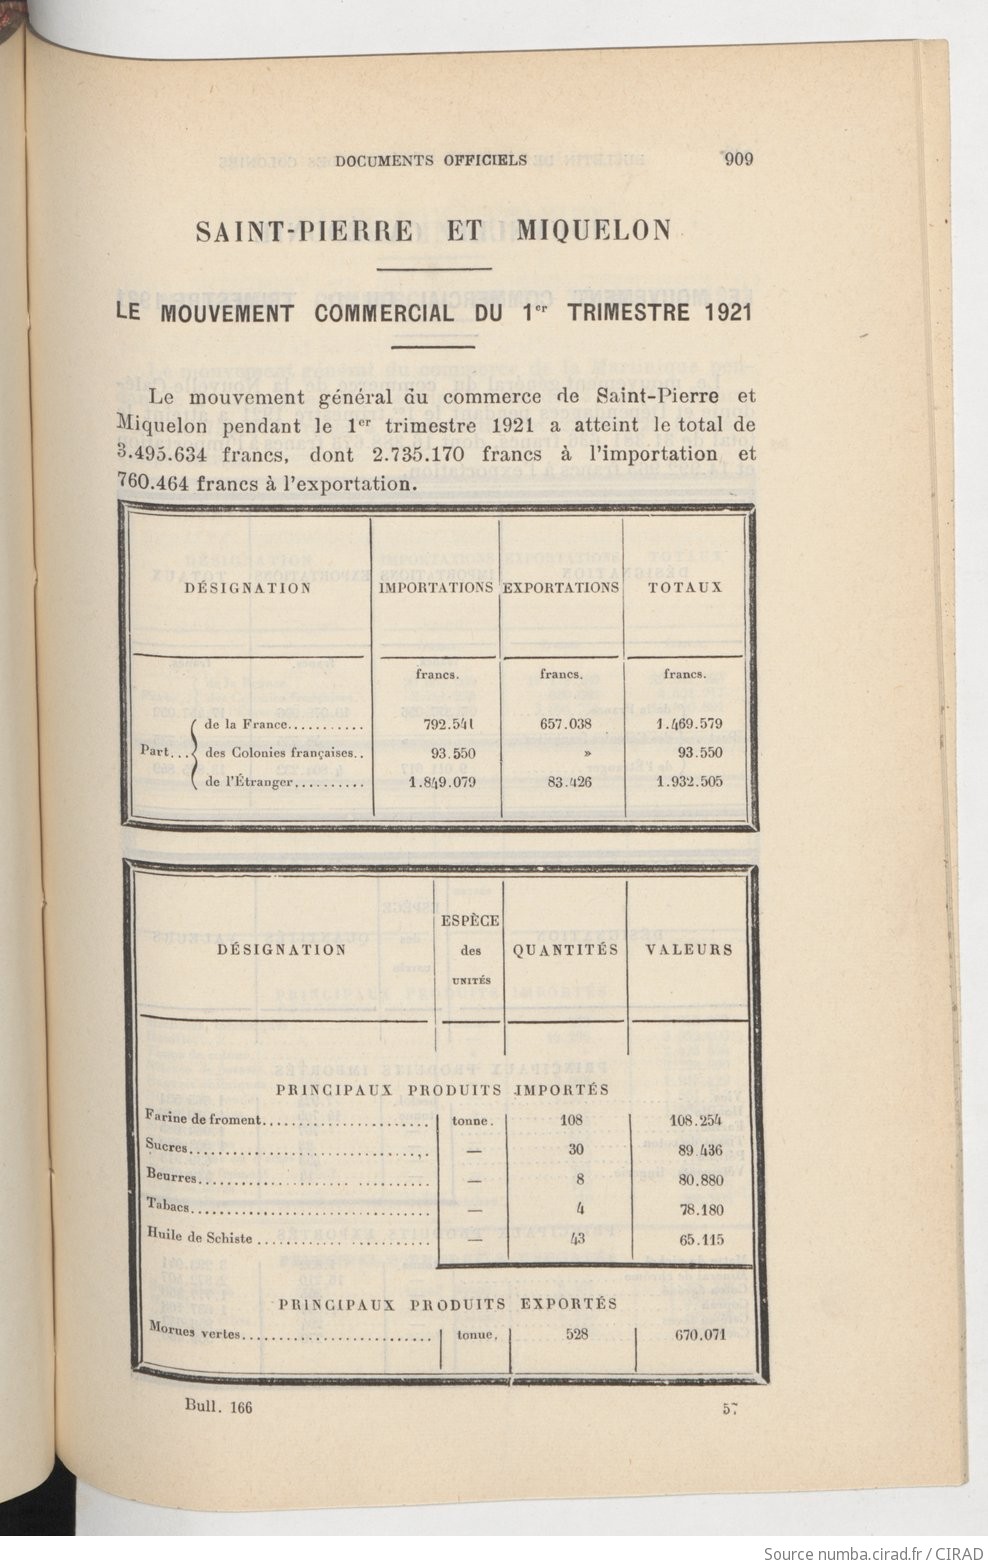 DOCUMENTS OFFICIELS 909
SAINT-PIERRE ET MIQUELON
LE MOUVEMENT COMMERCIAL DU 1er TRIMESTRE 1921
Le mouvement général du commerce de Saint-Pierre et
Miquelon pendant le 1er trimestre 1921 a atteint le total de
3.495.634 francs, dont 2.735.170 francs à l'importation et
760.464 francs à l'exportation.
DÉSIGNATION IMPORTATIONS EXPORTATIONS TOTAUX
francs. francs. francs.
de la France........... 792.541 657.038 1.469.579
Part... des Colonies françaises.. 93.550 » 93.550
de l'Étranger.......... 1.849.079 83.426 1.932.505
ESPÈCE
DÉSIGNATION des QUANTITÉS VALEURS
UNITÉS
PRINCIPAUX PRODUITS IMPORTÉS
Farine de froment....................... tonne. 108 108.254
Sucres................................. — 30 89.436
Beurres................................ — 8 80.880
Tabacs................................. — 4 78.180
Huile de Schiste ........................ — 43 65.115
PRINCIPAUX PRODUITS EXPORTÉS
Morues vertes.......................... tonue. 528 670.071
Bull. 166 57
Source numba.cirad.fr / CIRAD